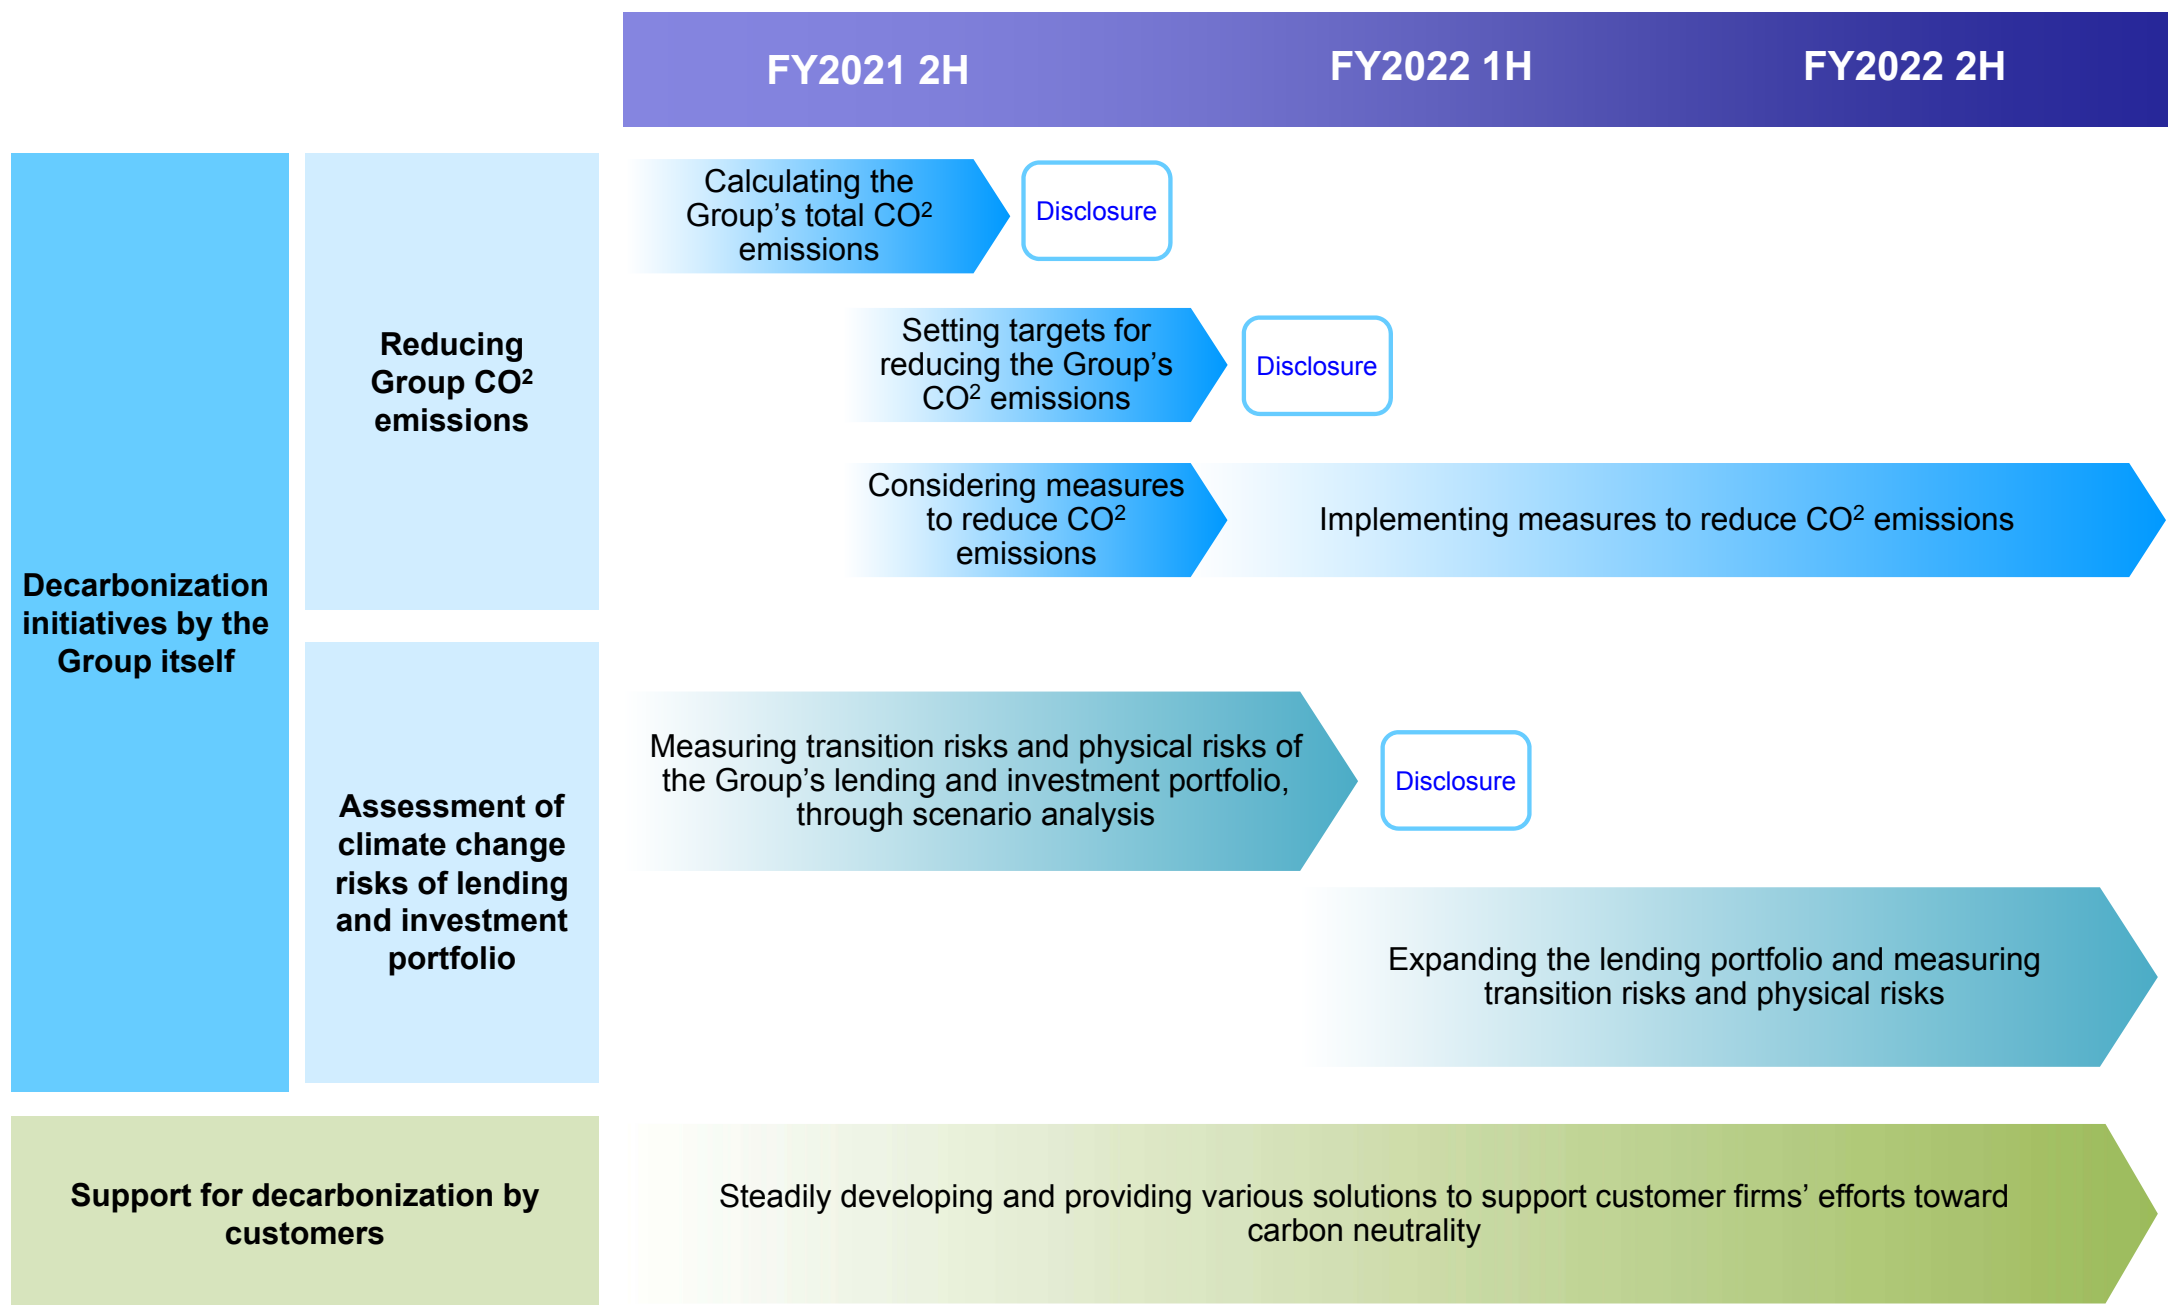 FY2021 2H
FY2022 1H
FY2022 2H
Decarbonization
initiatives by the
Group itself
Reducing
Group CO²
emissions
Calculating the
Group’s total CO²
emissions
Disclosure
Setting targets for
reducing the Group’s
CO² emissions
Disclosure
Considering measures
to reduce CO²
emissions
Implementing measures to reduce CO² emissions
Assessment of
climate change
risks of lending
and investment
portfolio
Measuring transition risks and physical risks of
the Group’s lending and investment portfolio,
through scenario analysis
Disclosure
Expanding the lending portfolio and measuring
transition risks and physical risks
Support for decarbonization by
customers
Steadily developing and providing various solutions to support customer firms’ efforts toward
carbon neutrality